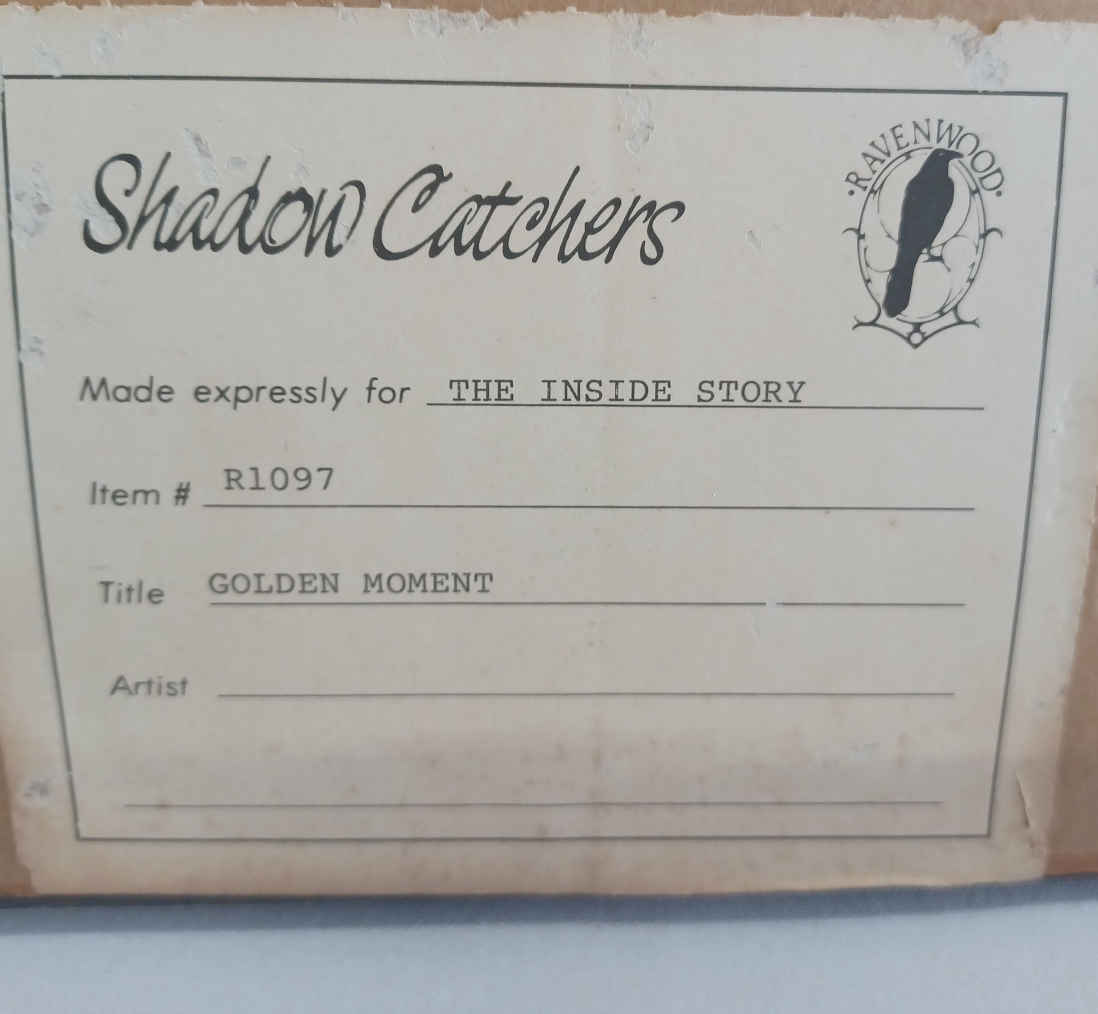 Shadow Catchers
·RAVENWOOD·
Made expressly for THE INSIDE STORY
Item # R1097
Title GOLDEN MOMENT
Artist